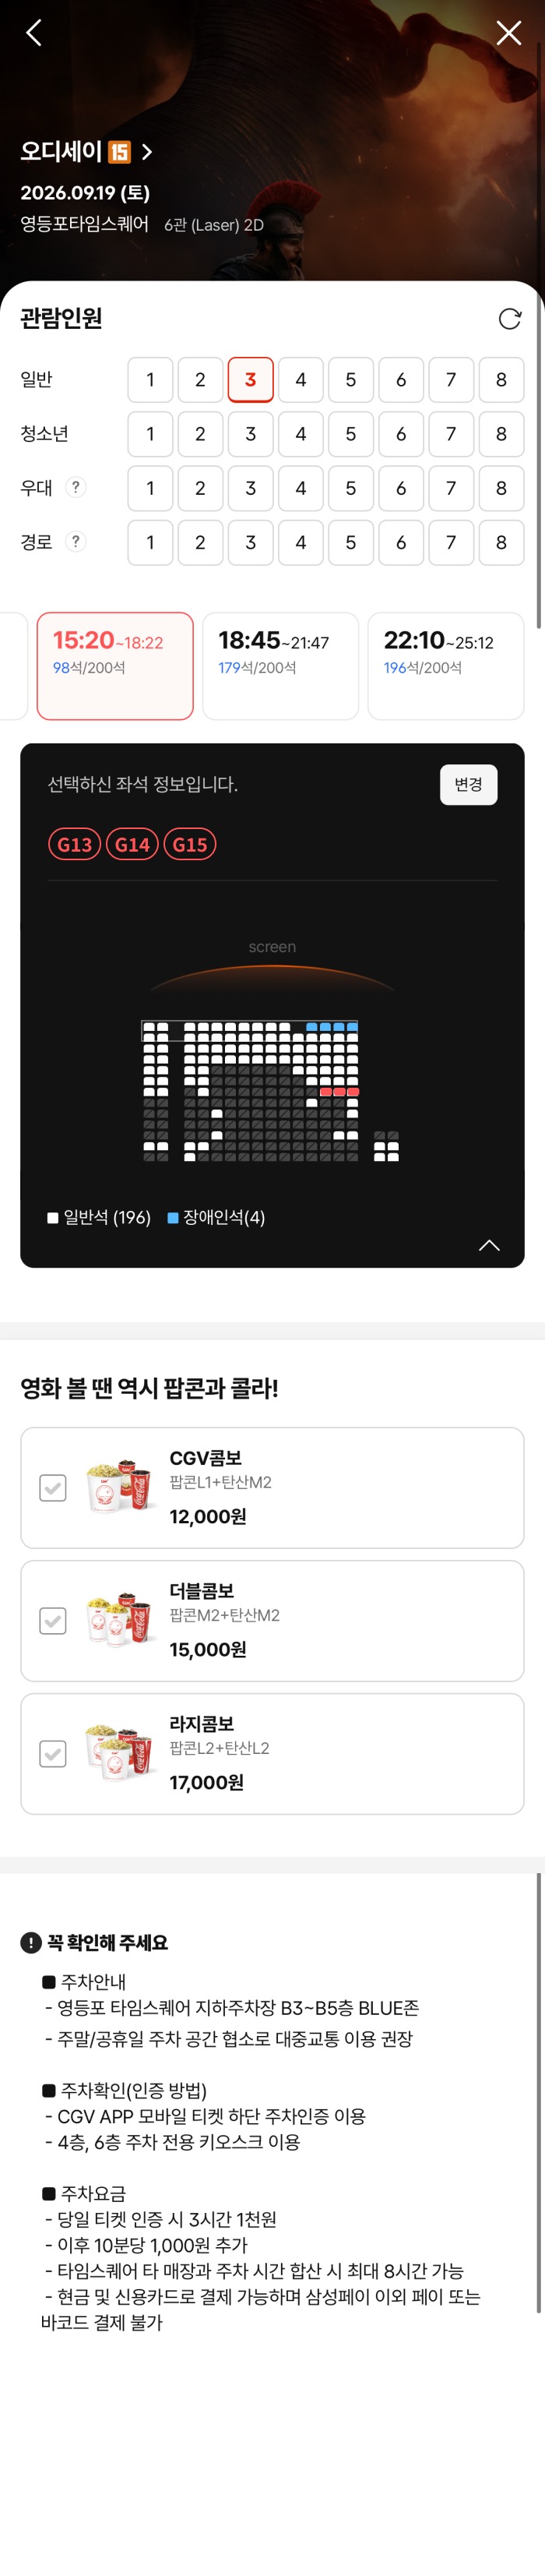 오디세이 15
2026.09.19 (토)
영등포타임스퀘어 6관 (Laser) 2D
관람인원
일반 1 2 3 4 5 6 7 8
청소년 1 2 3 4 5 6 7 8
우대 ? 1 2 3 4 5 6 7 8
경로 ? 1 2 3 4 5 6 7 8
15:20~18:22 18:45~21:47 22:10~25:12
98석/200석 179석/200석 196석/200석
선택하신 좌석 정보입니다. 변경
G13 G14 G15
screen
일반석 (196) 장애인석(4)
영화 볼 땐 역시 팝콘과 콜라!
CGV콤보
팝콘L1+탄산M2
12,000원
더블콤보
팝콘M2+탄산M2
15,000원
라지콤보
팝콘L2+탄산L2
17,000원
! 꼭 확인해 주세요
■ 주차안내
- 영등포 타임스퀘어 지하주차장 B3~B5층 BLUE존
- 주말/공휴일 주차 공간 협소로 대중교통 이용 권장
■ 주차확인(인증 방법)
- CGV APP 모바일 티켓 하단 주차인증 이용
- 4층, 6층 주차 전용 키오스크 이용
■ 주차요금
- 당일 티켓 인증 시 3시간 1천원
- 이후 10분당 1,000원 추가
- 타임스퀘어 타 매장과 주차 시간 합산 시 최대 8시간 가능
- 현금 및 신용카드로 결제 가능하며 삼성페이 이외 페이 또는
바코드 결제 불가